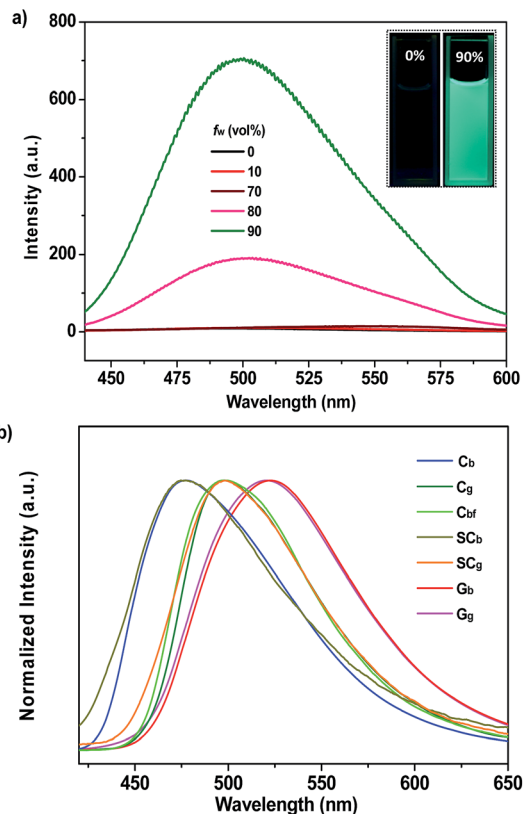 a)
800
600
400
200
0
Intensity (a.u.)
fw (vol%)
0
10
70
80
90
0%
90%
450 475 500 525 550 575 600
Wavelength (nm)
b)
Normalized Intensity (a.u.)
Cb
Cg
Cbf
SCb
SCg
Gb
Gg
450 500 550 600 650
Wavelength (nm)